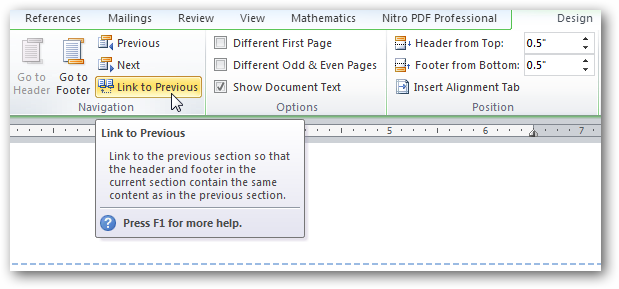 References Mailings Review View Mathematics Nitro PDF Professional Design
Previous Different First Page Header from Top: 0.5"
Go to Header Go to Footer Next Different Odd & Even Pages Footer from Bottom: 0.5"
Link to Previous Show Document Text Insert Alignment Tab
Navigation Options Position
5 6 7
Link to Previous
Link to the previous section so that
the header and footer in the
current section contain the same
content as in the previous section.
Press F1 for more help.